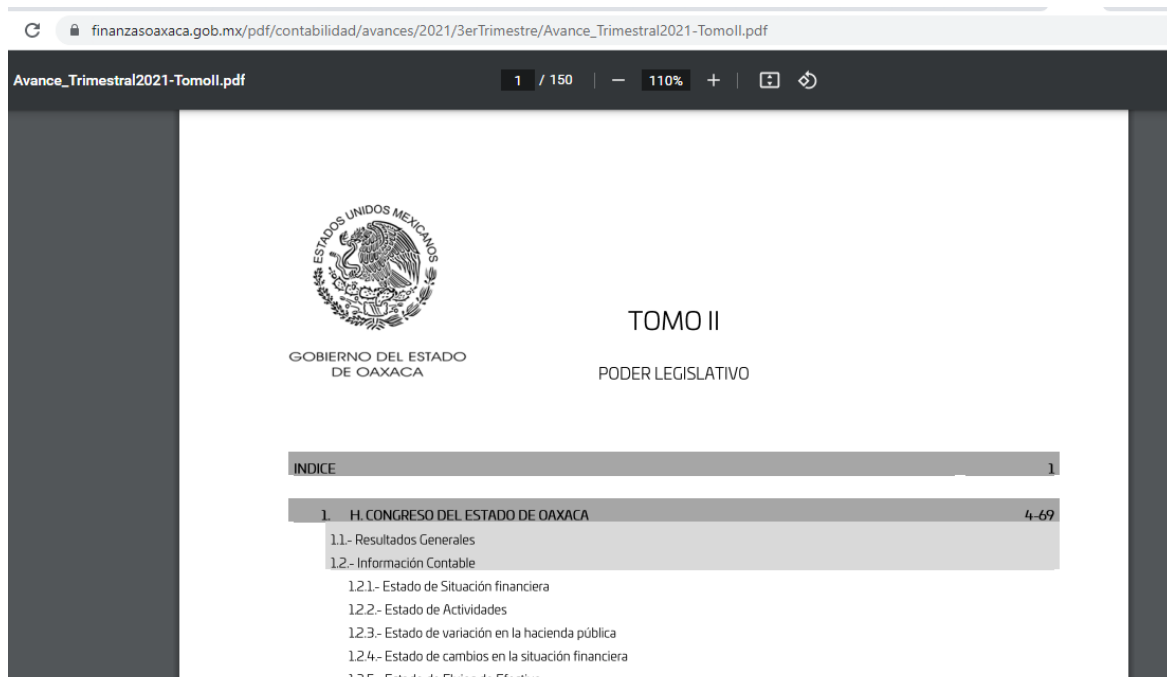 finanzasoaxaca.gob.mx/pdf/contabilidad/avances/2021/3erTrimestre/Avance_Trimestral2021-TomoII.pdf
Avance_Trimestral2021-TomoII.pdf 1 / 150 — 110% +
ESTADOS UNIDOS MEXICANOS
TOMO II
GOBIERNO DEL ESTADO
DE OAXACA
PODER LEGISLATIVO
INDICE 1
1. H. CONGRESO DEL ESTADO DE OAXACA 4-69
1.1.- Resultados Generales
1.2.- Información Contable
1.2.1.- Estado de Situación financiera
1.2.2.- Estado de Actividades
1.2.3.- Estado de variación en la hacienda pública
1.2.4.- Estado de cambios en la situación financiera